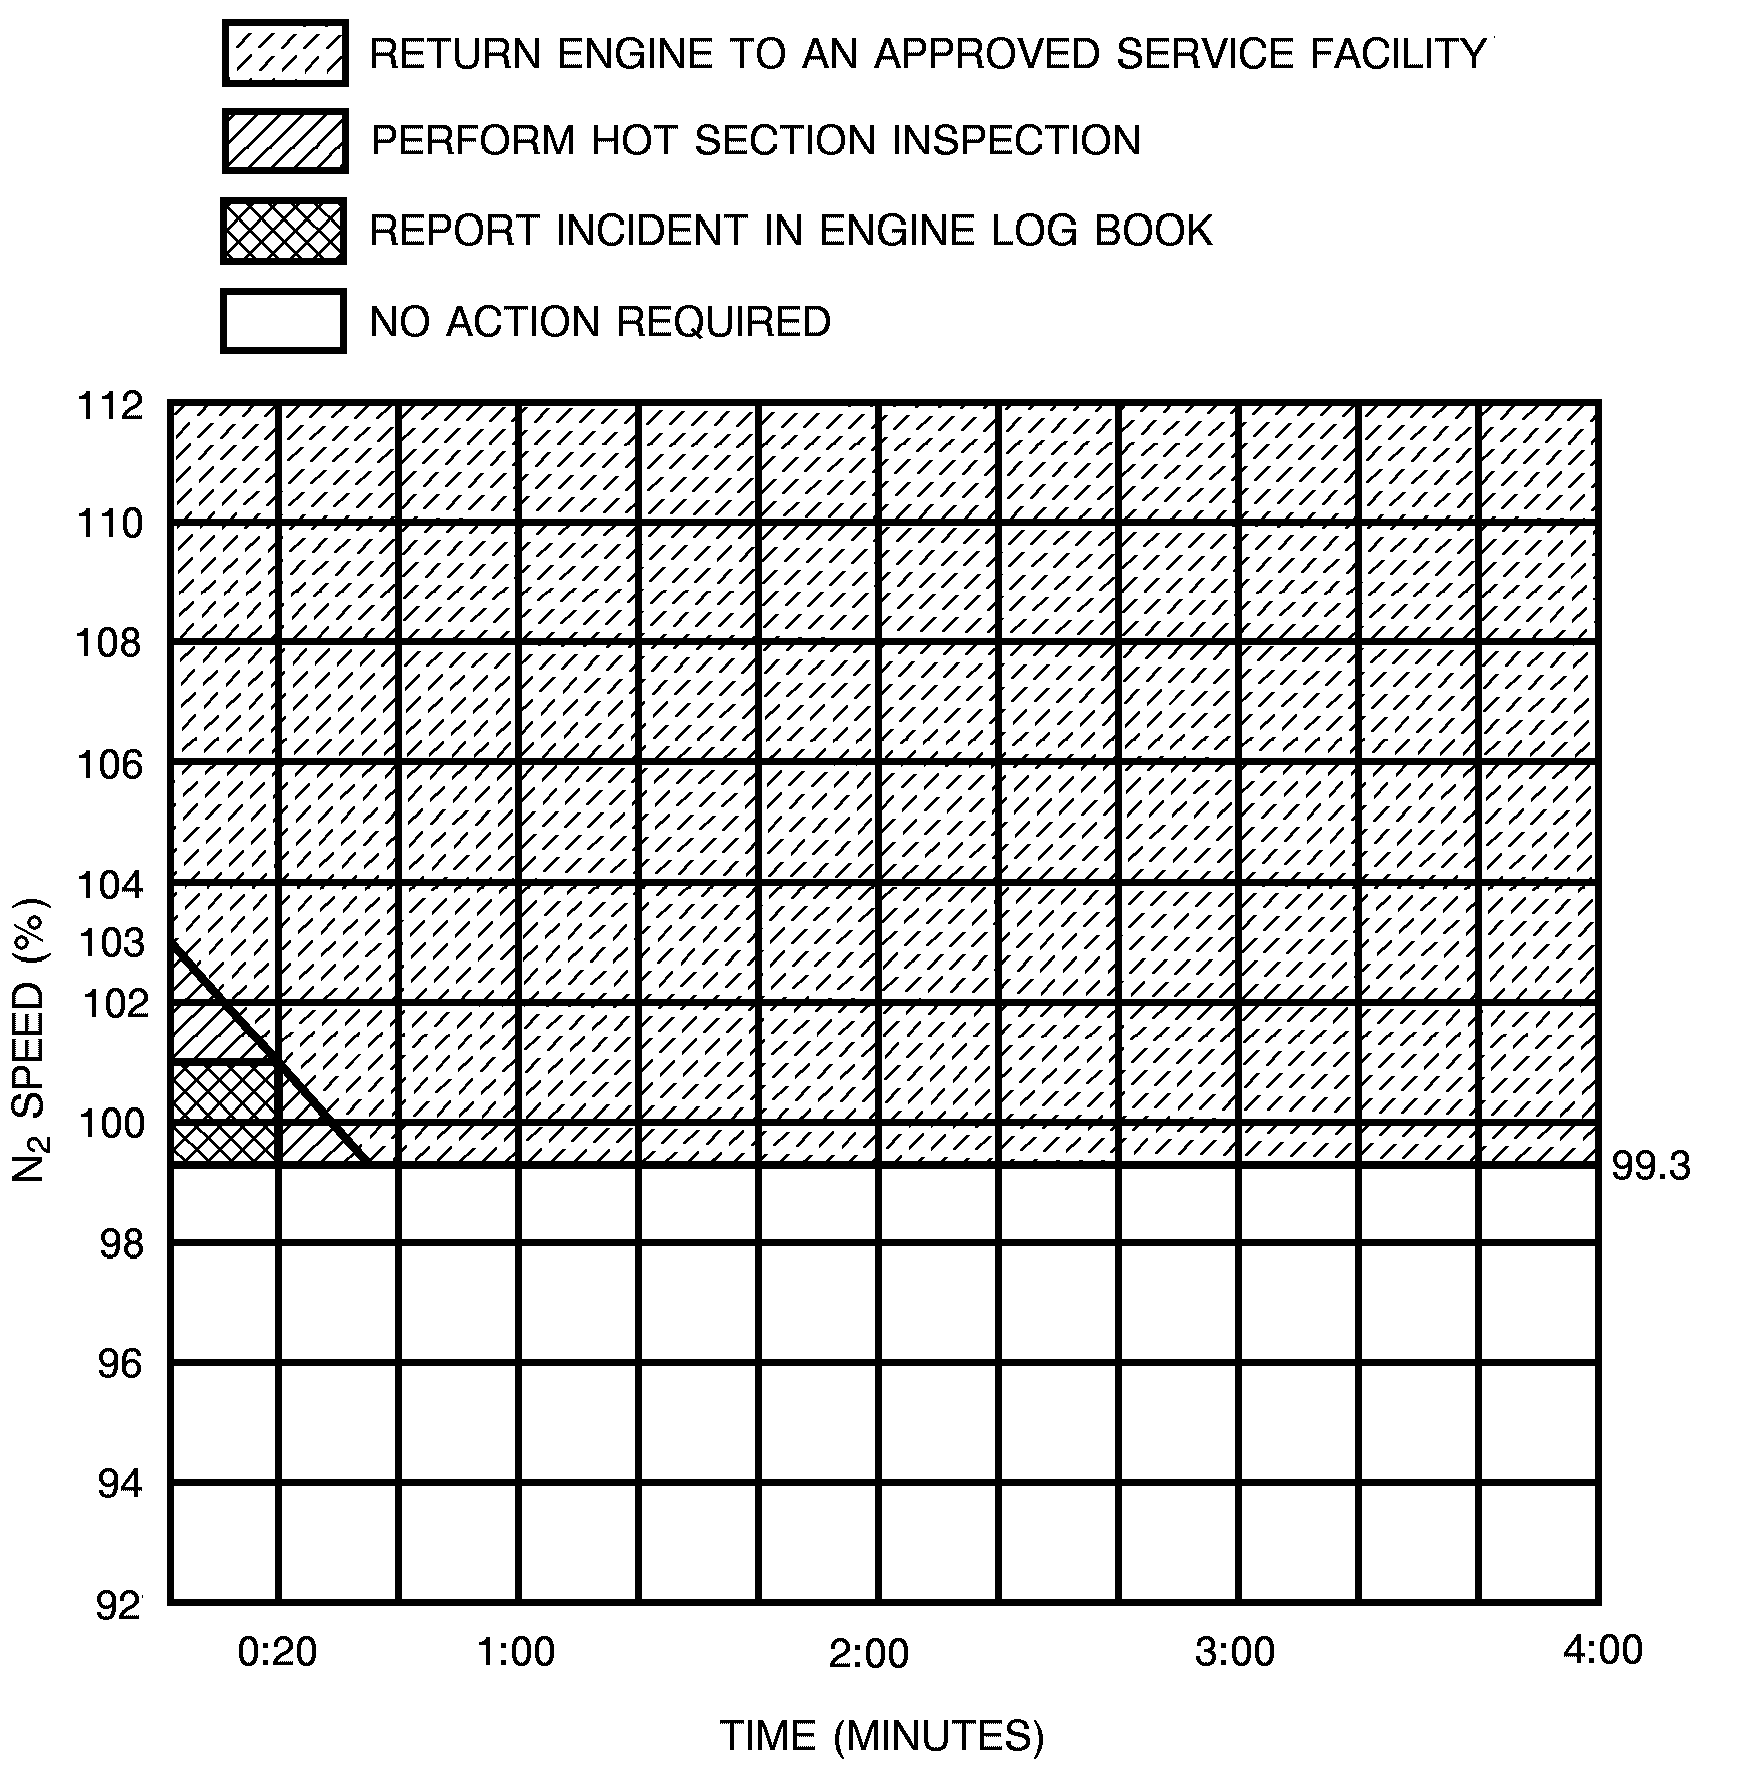 RETURN ENGINE TO AN APPROVED SERVICE FACILITY
PERFORM HOT SECTION INSPECTION
REPORT INCIDENT IN ENGINE LOG BOOK
NO ACTION REQUIRED
112
110
108
106
104
103
102
100
99.3
98
96
94
92
N₂ SPEED (%)
0:20 1:00 2:00 3:00 4:00
TIME (MINUTES)